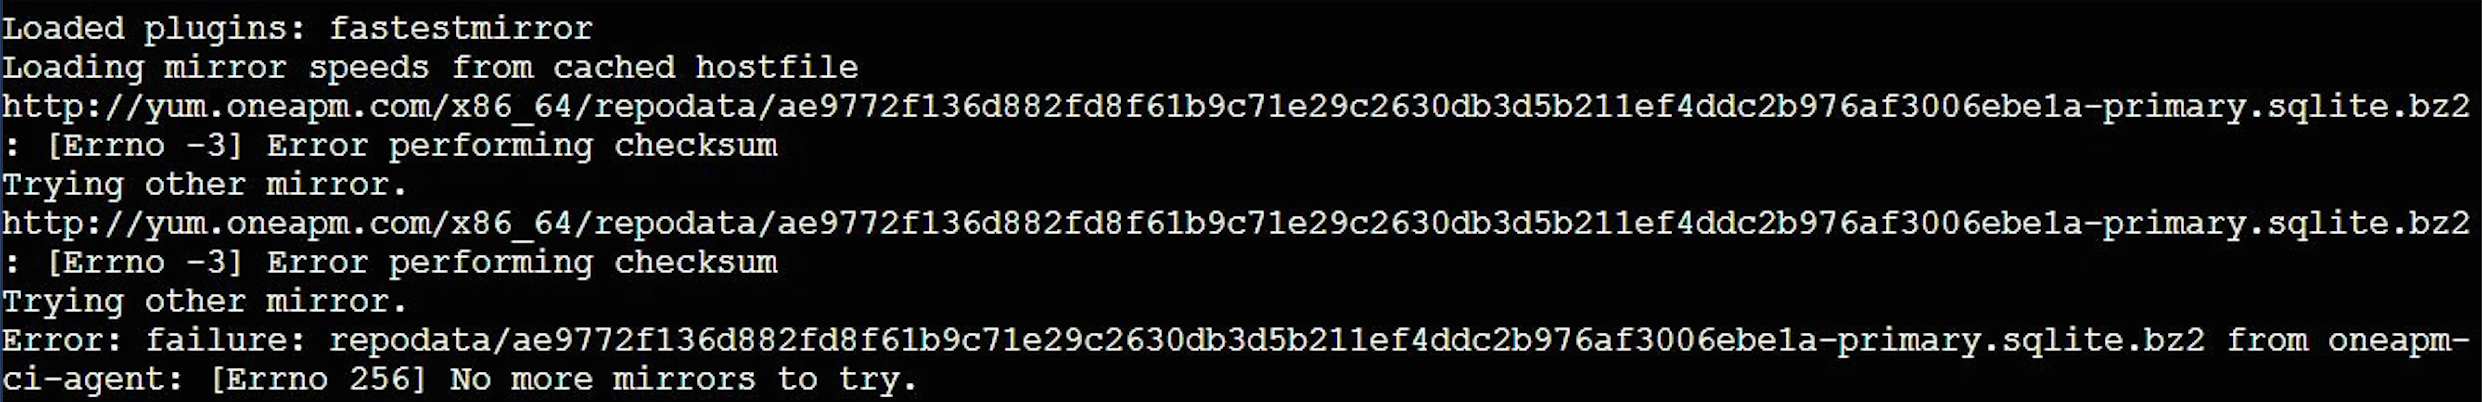 Loaded plugins: fastestmirror
Loading mirror speeds from cached hostfile
http://yum.oneapm.com/x86_64/repodata/ae9772f136d882fd8f61b9c71e29c2630db3d5b211ef4ddc2b976af3006ebe1a-primary.sqlite.bz2
: [Errno -3] Error performing checksum
Trying other mirror.
http://yum.oneapm.com/x86_64/repodata/ae9772f136d882fd8f61b9c71e29c2630db3d5b211ef4ddc2b976af3006ebe1a-primary.sqlite.bz2
: [Errno -3] Error performing checksum
Trying other mirror.
Error: failure: repodata/ae9772f136d882fd8f61b9c71e29c2630db3d5b211ef4ddc2b976af3006ebe1a-primary.sqlite.bz2 from oneapm-
ci-agent: [Errno 256] No more mirrors to try.